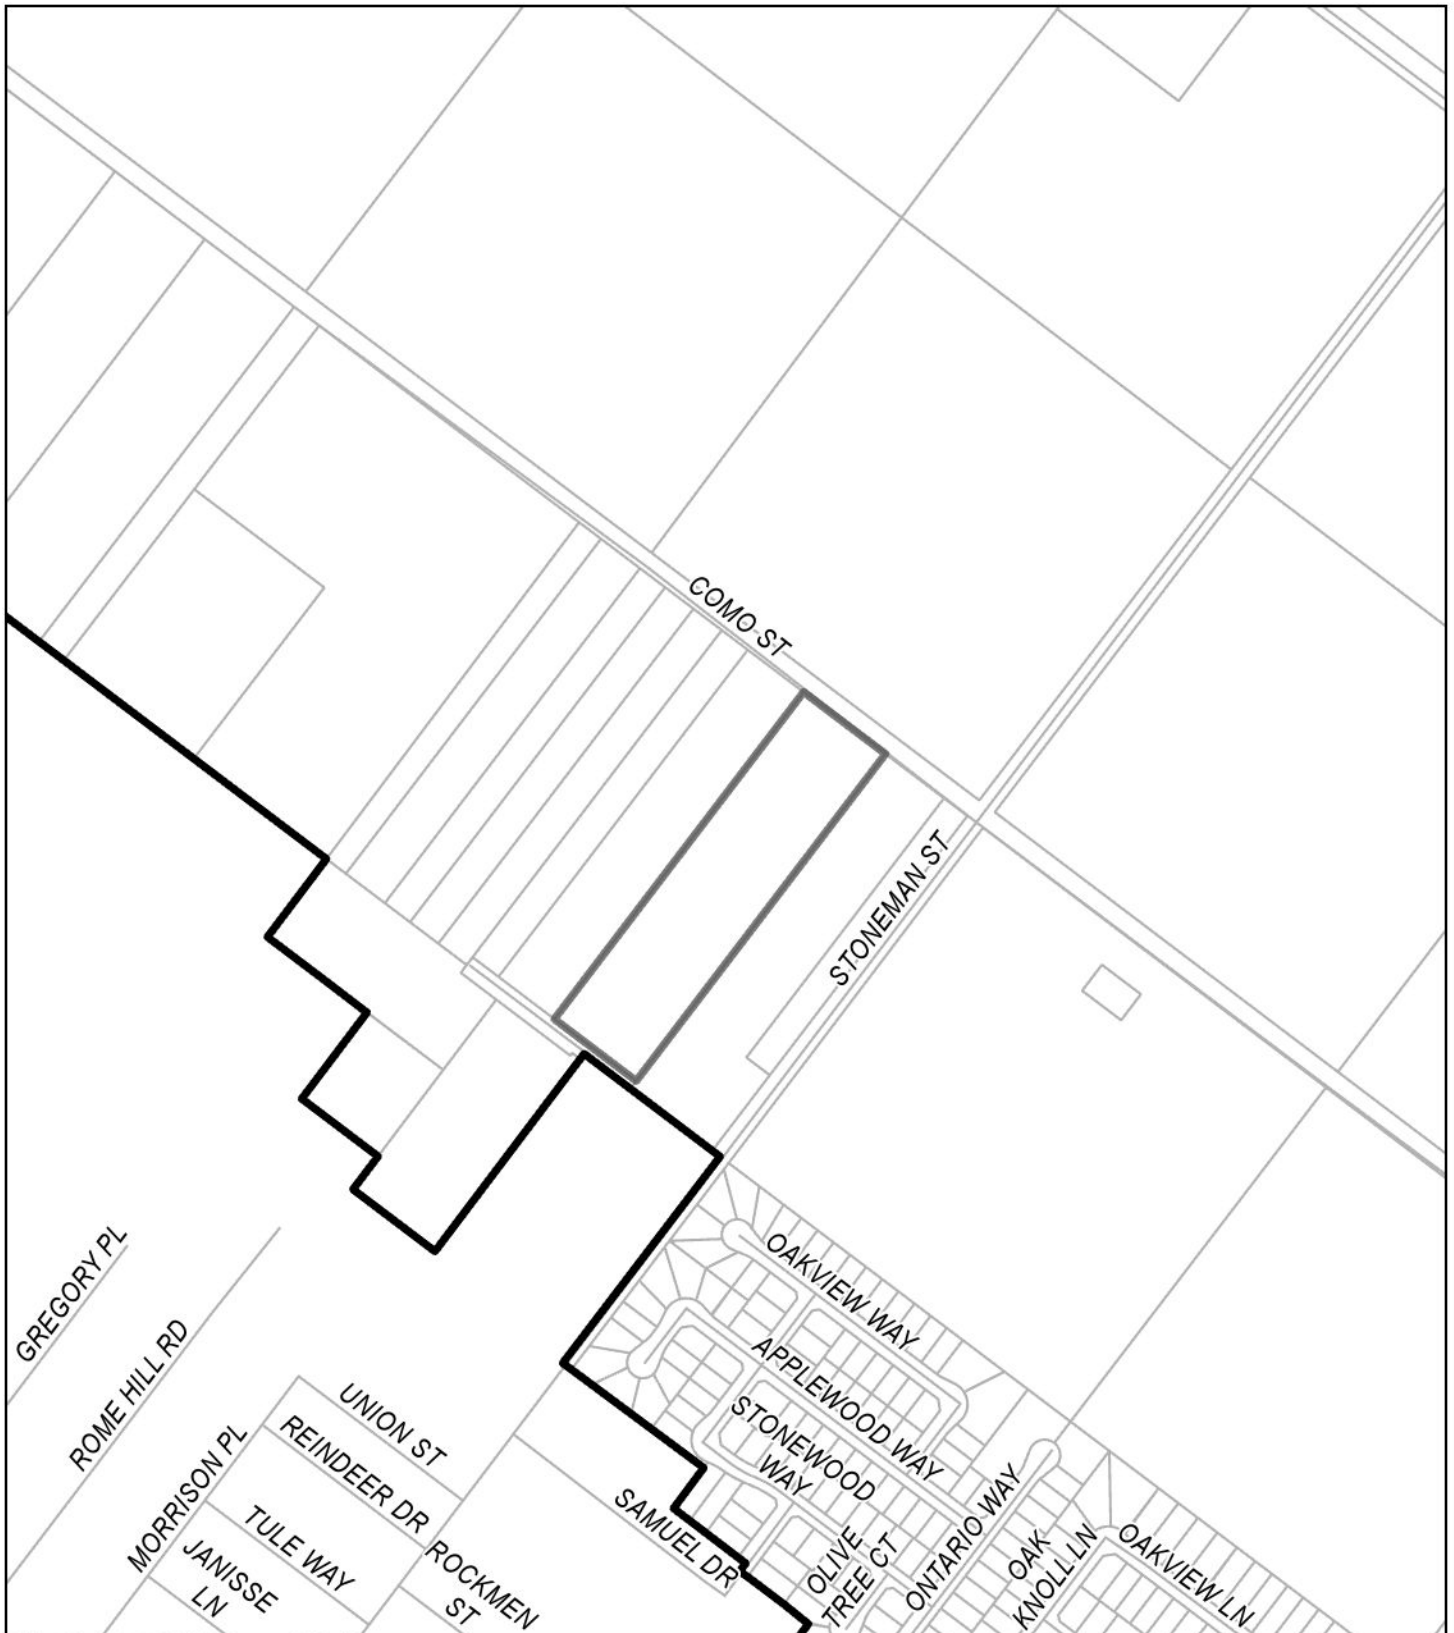 COMO ST
STONEMAN ST
GREGORY PL
ROME HILL RD
OAKVIEW WAY
APPLEWOOD WAY
STONEWOOD
WAY
UNION ST
REINDEER DR
MORRISON PL
TULE WAY
JANISSE
LN
ROCKMEN
ST
SAMUEL DR
OLIVE
TREE CT
ONTARIO WAY
OAK
KNOLL LN
OAKVIEW LN